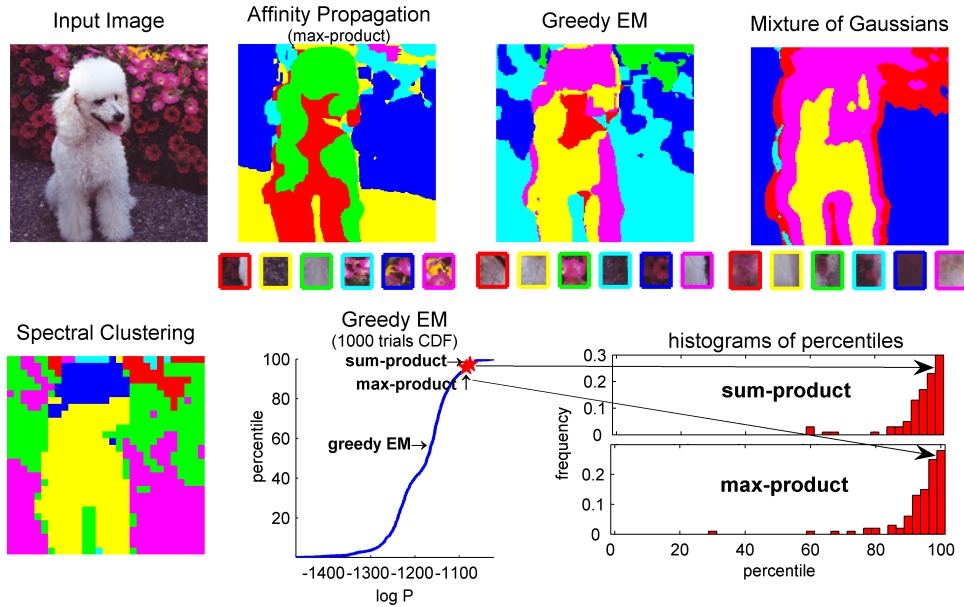 Input Image
Affinity Propagation
(max-product)
Greedy EM
Mixture of Gaussians
Spectral Clustering
Greedy EM
(1000 trials CDF)
100
80
60
40
20
percentile
sum-product→
max-product
greedy EM→
-1400 -1300 -1200 -1100
log P
histograms of percentiles
0.3
0.2
0.1
0
sum-product
frequency
0.2
0.1
0
max-product
0 20 40 60 80 100
percentile